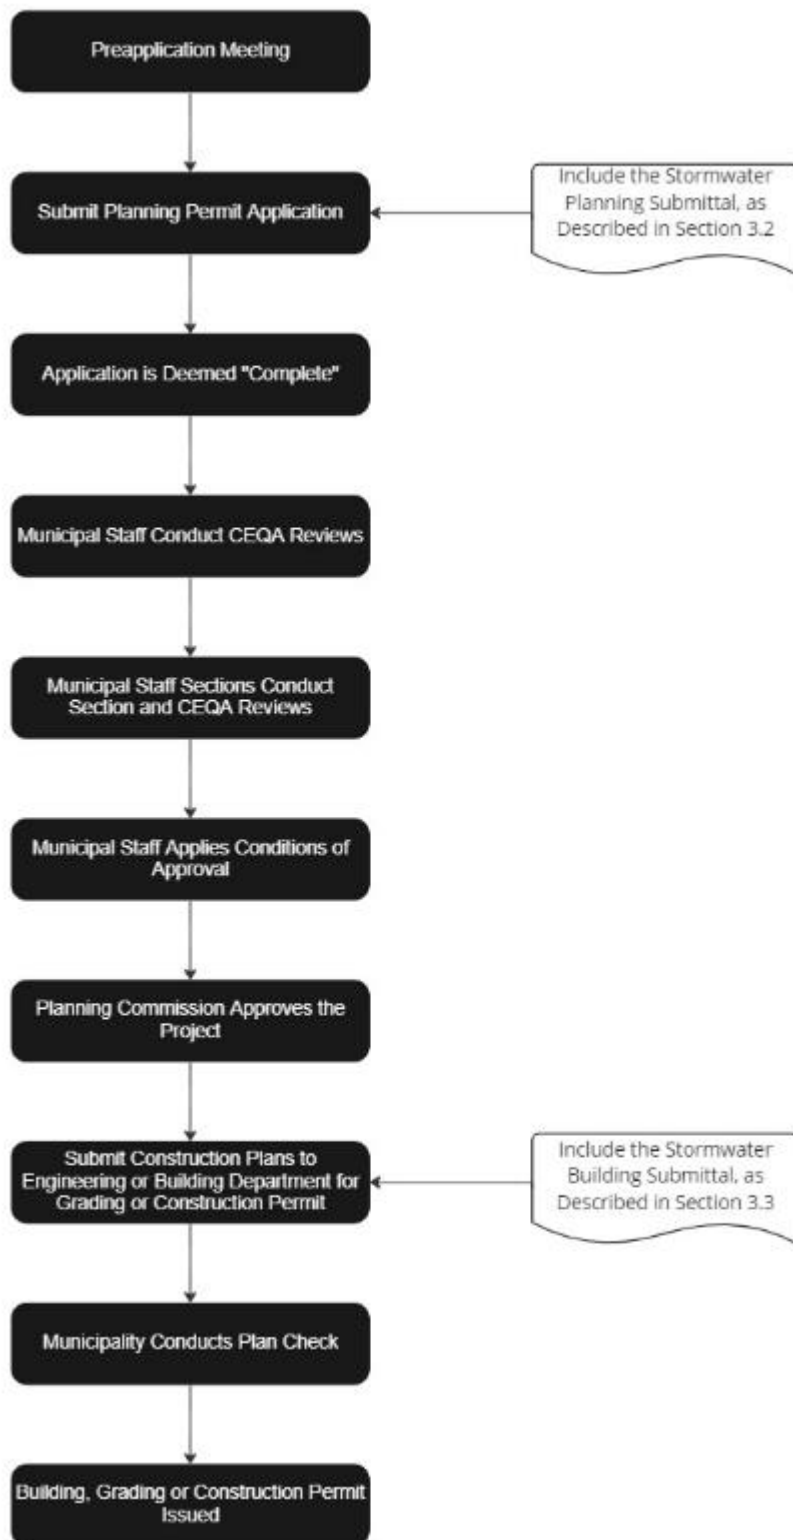 Preapplication Meeting
Submit Planning Permit Application
Include the Stormwater
Planning Submittal, as
Described in Section 3.2
Application is Deemed "Complete"
Municipal Staff Conduct CEQA Reviews
Municipal Staff Sections Conduct
Section and CEQA Reviews
Municipal Staff Applies Conditions of
Approval
Planning Commission Approves the
Project
Submit Construction Plans to
Engineering or Building Department for
Grading or Construction Permit
Include the Stormwater
Building Submittal, as
Described in Section 3.3
Municipality Conducts Plan Check
Building, Grading or Construction Permit
Issued